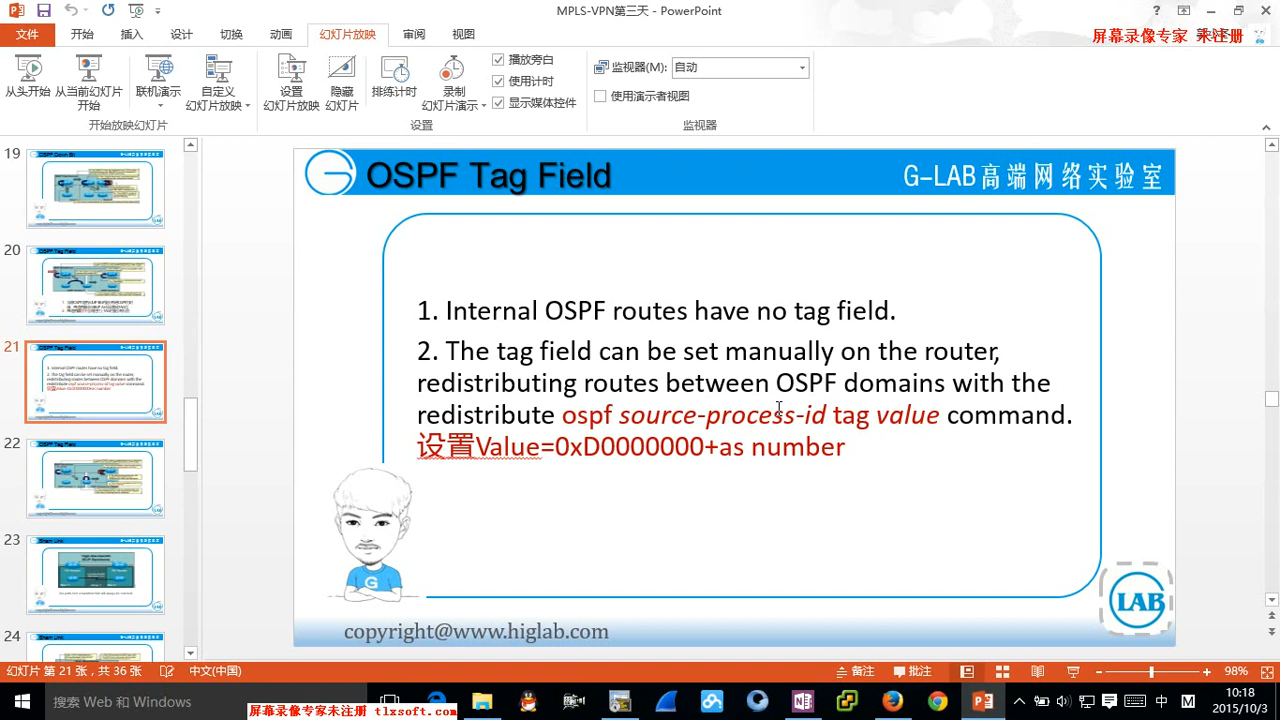 MPLS-VPN第三天 - PowerPoint
文件
开始
插入
设计
切换
动画
幻灯片放映
审阅
视图
屏幕录像专家 未注册
从头开始
从当前幻灯片
开始
联机演示
自定义
幻灯片放映
设置
幻灯片放映
隐藏
幻灯片
排练计时
录制
幻灯片演示
播放旁白
使用计时
显示媒体控件
监视器(M):
自动
使用演示者视图
开始放映幻灯片
设置
监视器
19
20
21
22
23
24
OSPF Tag Field
G-LAB高端网络实验室
1. Internal OSPF routes have no tag field.
2. The tag field can be set manually on the router,
redistributing routes between OSPF domains with the
redistribute ospf source-process-id tag value command.
设置Value=0xD0000000+as number
G
LAB
copyright@www.higlab.com
幻灯片 第 21 张，共 36 张
中文(中国)
备注
批注
98%
搜索 Web 和 Windows
屏幕录像专家未注册 tlxsoft.com
中
M
10:18
2015/10/3